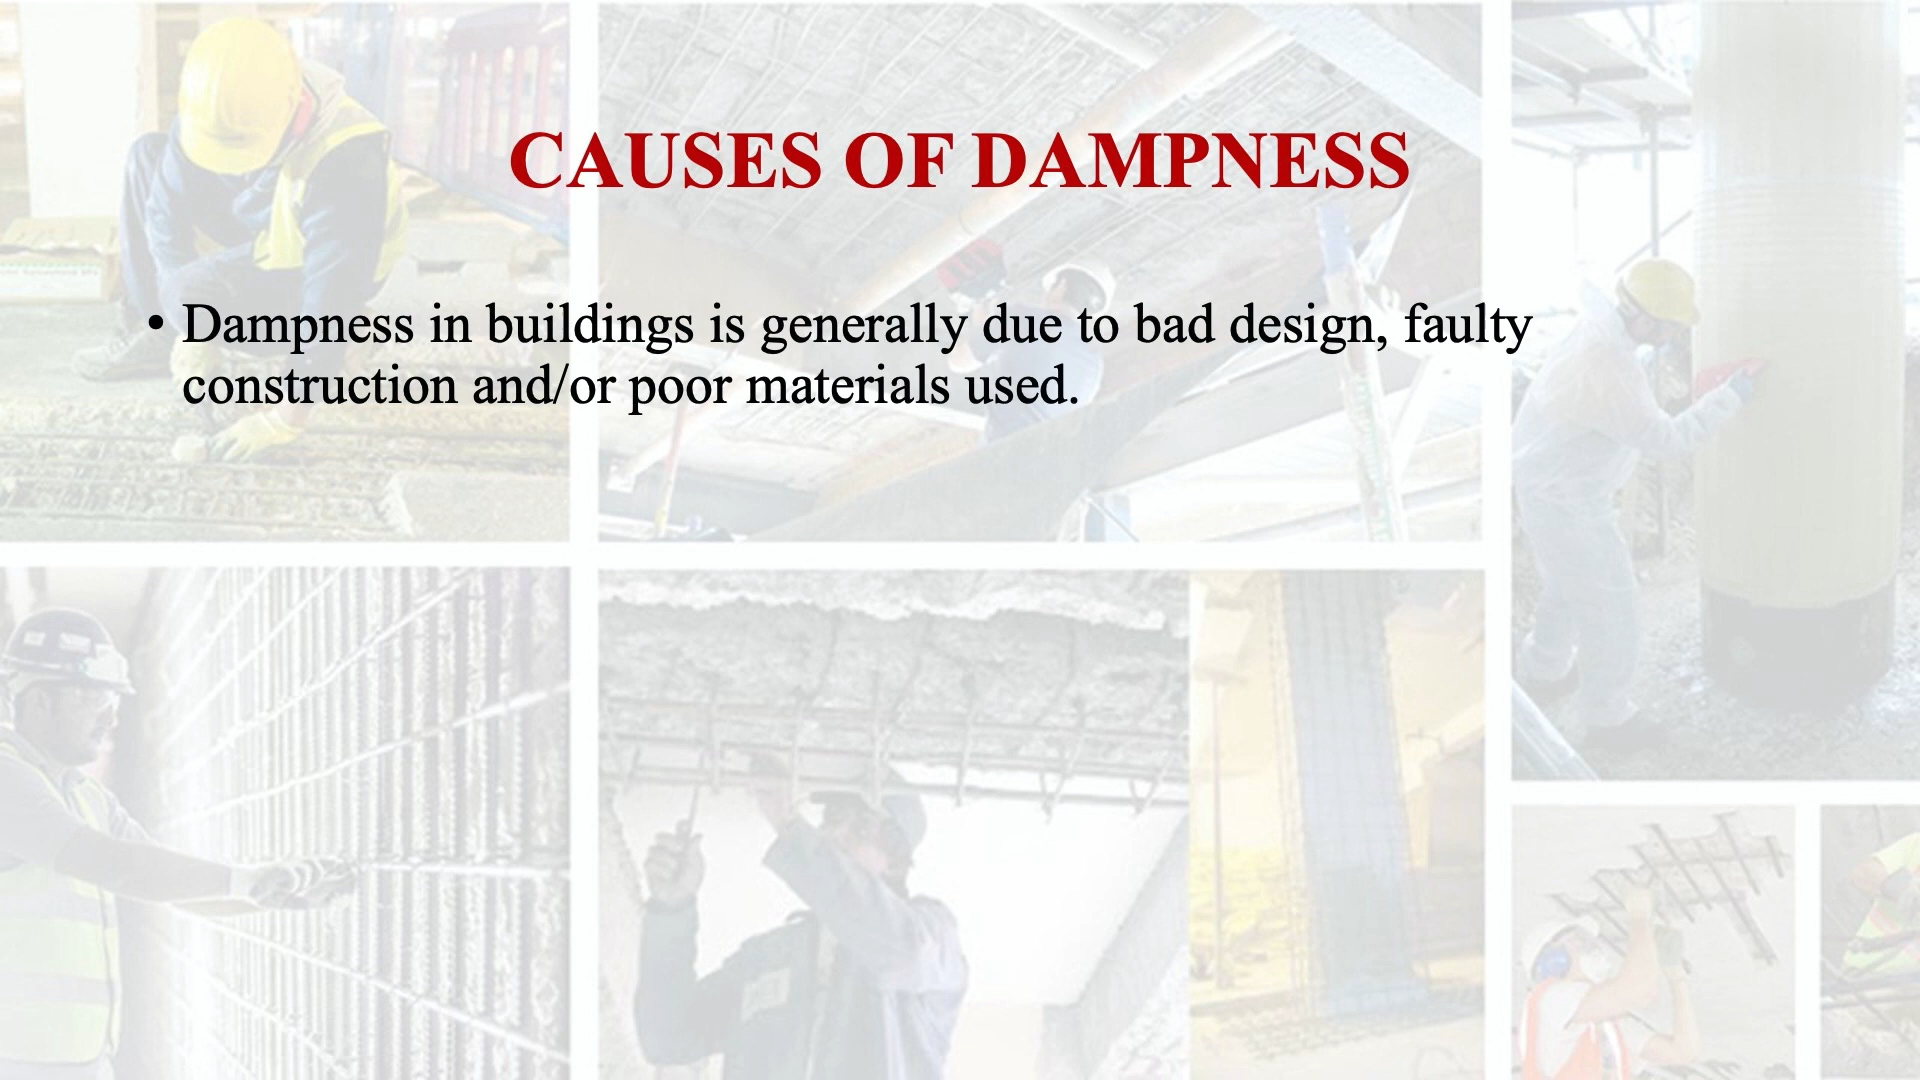 CAUSES OF DAMPNESS
• Dampness in buildings is generally due to bad design, faulty
construction and/or poor materials used.